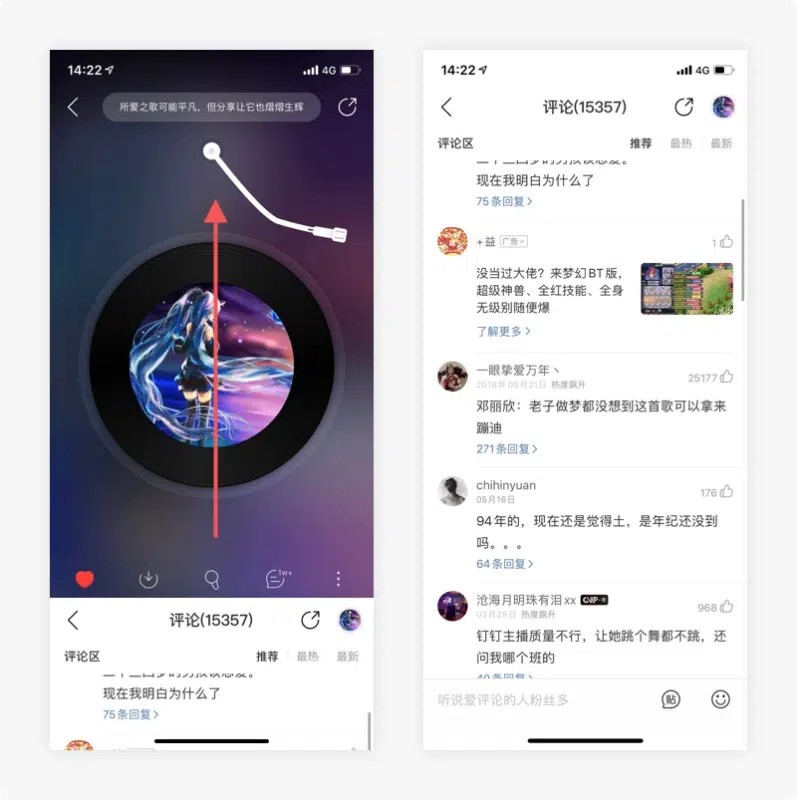 14:22
4G
所爱之歌可能平凡，但分享让它也熠熠生辉
1w+
评论(15357)
评论区
推荐
最热
最新
现在我明白为什么了
75条回复>
14:22
4G
评论(15357)
评论区
推荐
最热
最新
现在我明白为什么了
75条回复>
+益
广告
1
没当过大佬？来梦幻BT版，
超级神兽、全红技能、全身
无级别随便爆
了解更多>
一眼挚爱万年丶
25177
2018年06月21日 热度飙升
邓丽欣：老子做梦都没想到这首歌可以拿来
蹦迪
271条回复>
chihinyuan
176
05月16日
94年的，现在还是觉得土，是年纪还没到
吗。。。
64条回复>
沧海月明珠有泪xx
968
03月28日 热度飙升
钉钉主播质量不行，让她跳个舞都不跳，还
问我哪个班的
听说爱评论的人粉丝多
贴